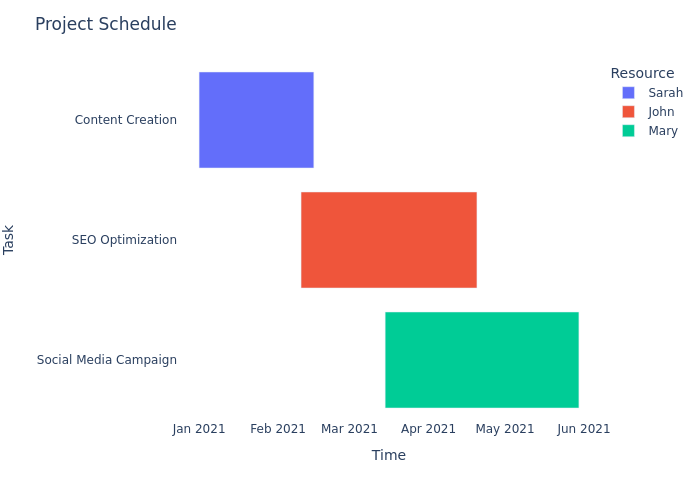 Project Schedule
Resource
Sarah
John
Mary
Task
Content Creation
SEO Optimization
Social Media Campaign
Jan 2021 Feb 2021 Mar 2021 Apr 2021 May 2021 Jun 2021
Time